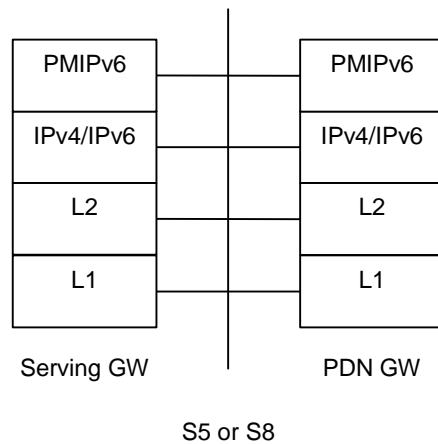 PMIPv6 PMIPv6
IPv4/IPv6 IPv4/IPv6
L2 L2
L1 L1
Serving GW PDN GW
S5 or S8